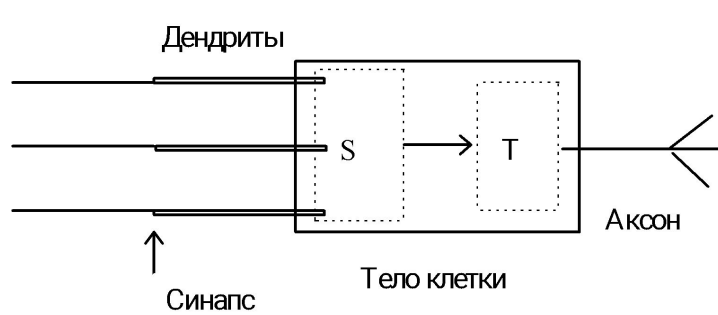 Дендриты
S
T
Аксон
Тело клетки
Синапс